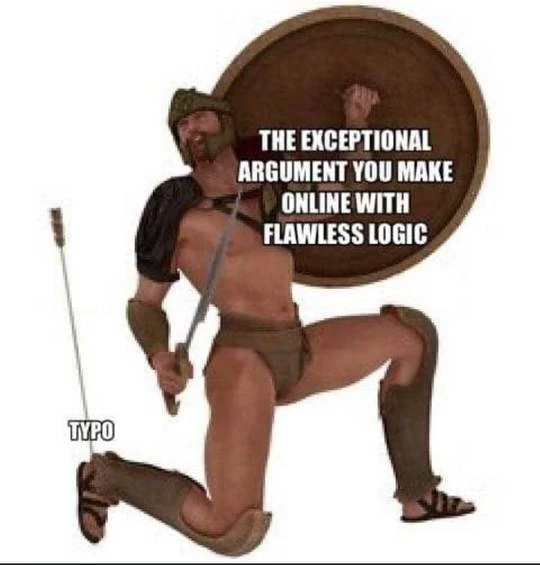 THE EXCEPTIONAL
ARGUMENT YOU MAKE
ONLINE WITH
FLAWLESS LOGIC
TYPO